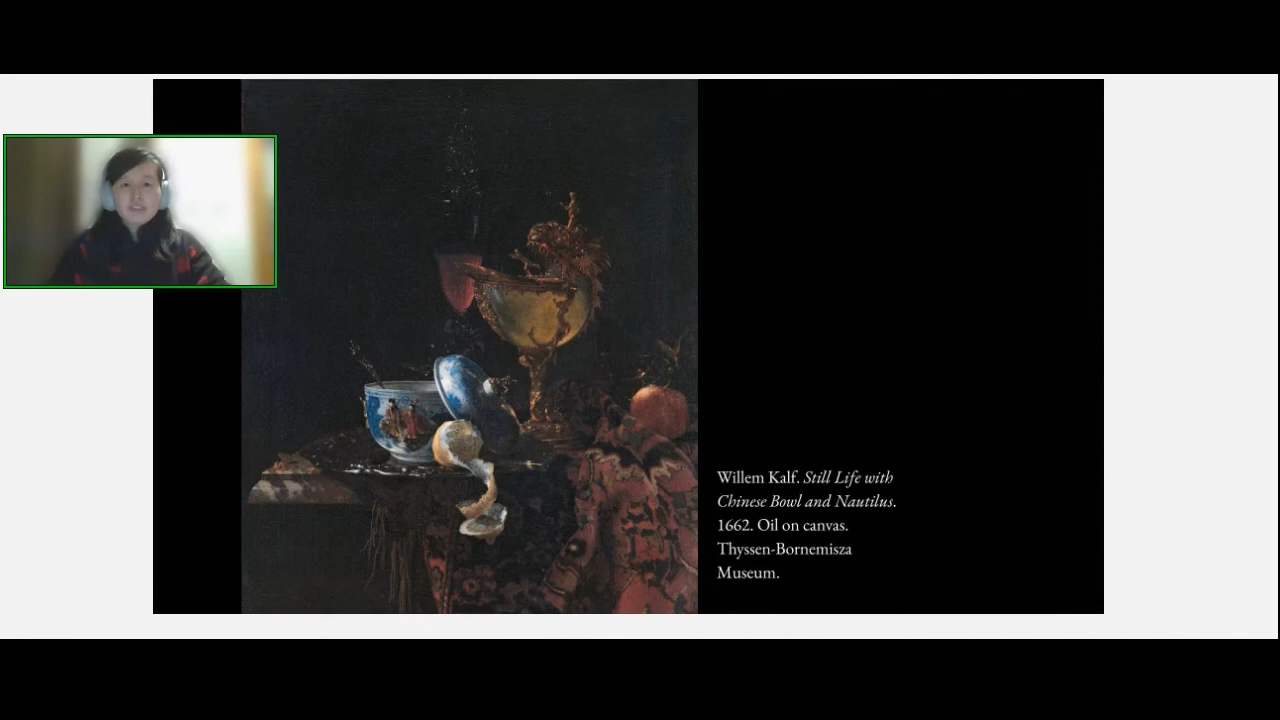 Willem Kalf. Still Life with
Chinese Bowl and Nautilus.
1662. Oil on canvas.
Thyssen-Bornemisza
Museum.